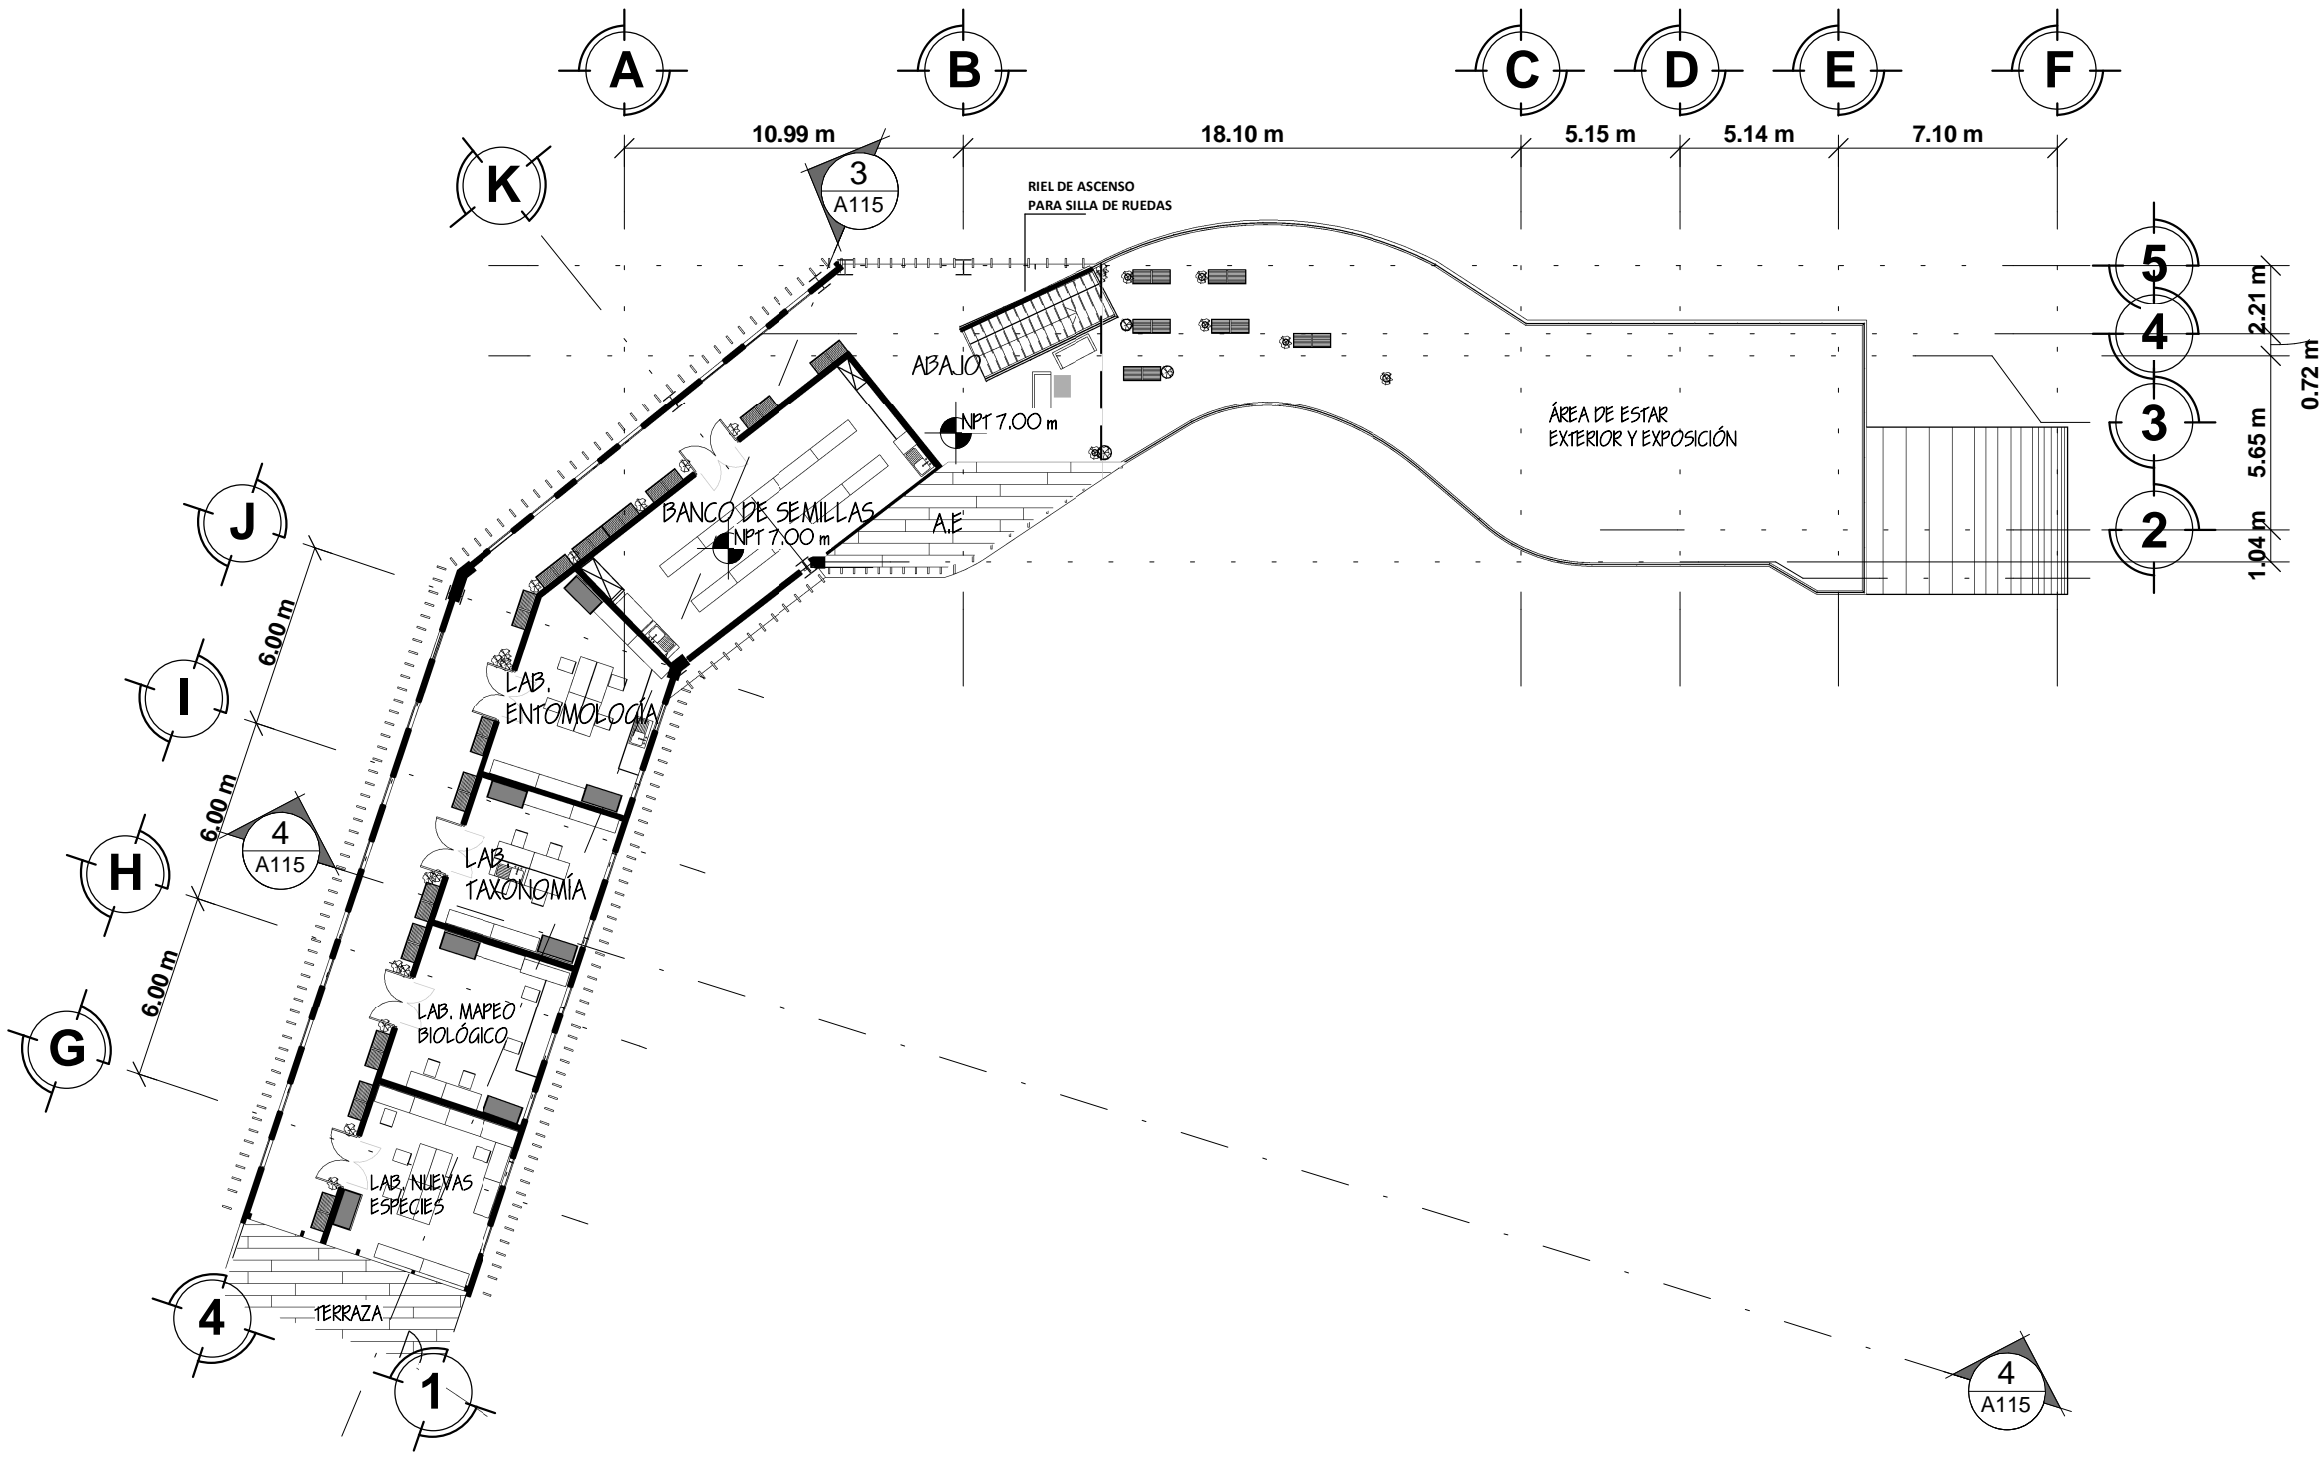 A
B
C
D
E
F
10.99 m
18.10 m
5.15 m
5.14 m
7.10 m
K
3
A115
RIEL DE ASCENSO
PARA SILLA DE RUEDAS
5
4
3
2
2.21 m
0.72 m
5.65 m
1.04 m
ABAJO
NPT 7.00 m
ÁREA DE ESTAR
EXTERIOR Y EXPOSICIÓN
BANCO DE SEMILLAS
NPT 7.00 m
A.E
J
I
H
G
6.00 m
6.00 m
6.00 m
4
A115
LAB.
ENTOMOLOGÍA
LAB.
TAXONOMÍA
LAB. MAPEO
BIOLÓGICO
LAB. NUEVAS
ESPECIES
TERRAZA
4
1
4
A115